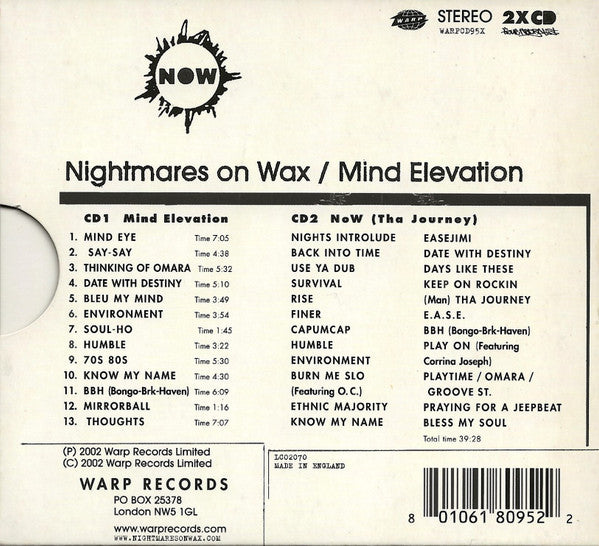 NOW
WARP
STEREO
2XCD
WARPCD95X
Nightmares on Wax / Mind Elevation
CD1 Mind Elevation
1. MIND EYE Time 7:05
2. SAY-SAY Time 4:38
3. THINKING OF OMARA Time 5:32
4. DATE WITH DESTINY Time 5:10
5. BLEU MY MIND Time 3:49
6. ENVIRONMENT Time 3:54
7. SOUL-HO Time 1:45
8. HUMBLE Time 3:22
9. 70S 80S Time 5:30
10. KNOW MY NAME Time 4:30
11. BBH (Bongo-Brk-Haven) Time 6:09
12. MIRRORBALL Time 1:16
13. THOUGHTS Time 7:07
CD2 NoW (Tha Journey)
NIGHTS INTROLUDE
BACK INTO TIME
USE YA DUB
SURVIVAL
RISE
FINER
CAPUMCAP
HUMBLE
ENVIRONMENT
BURN ME SLO
(Featuring O.C.)
ETHNIC MAJORITY
KNOW MY NAME
EASEJIMI
DATE WITH DESTINY
DAYS LIKE THESE
KEEP ON ROCKIN
(Man) THA JOURNEY
E.A.S.E.
BBH (Bongo-Brk-Haven)
PLAY ON (Featuring
Corrina Joseph)
PLAYTIME / OMARA /
GROOVE ST.
PRAYING FOR A JEEPBEAT
BLESS MY SOUL
Total time 39:28
(P) 2002 Warp Records Limited
(C) 2002 Warp Records Limited
WARP RECORDS
PO BOX 25378
London NW5 1GL
www.warprecords.com
WWW.NIGHTMARESONWAX.COM
LC02070
MADE IN ENGLAND
8 01061 80952 2